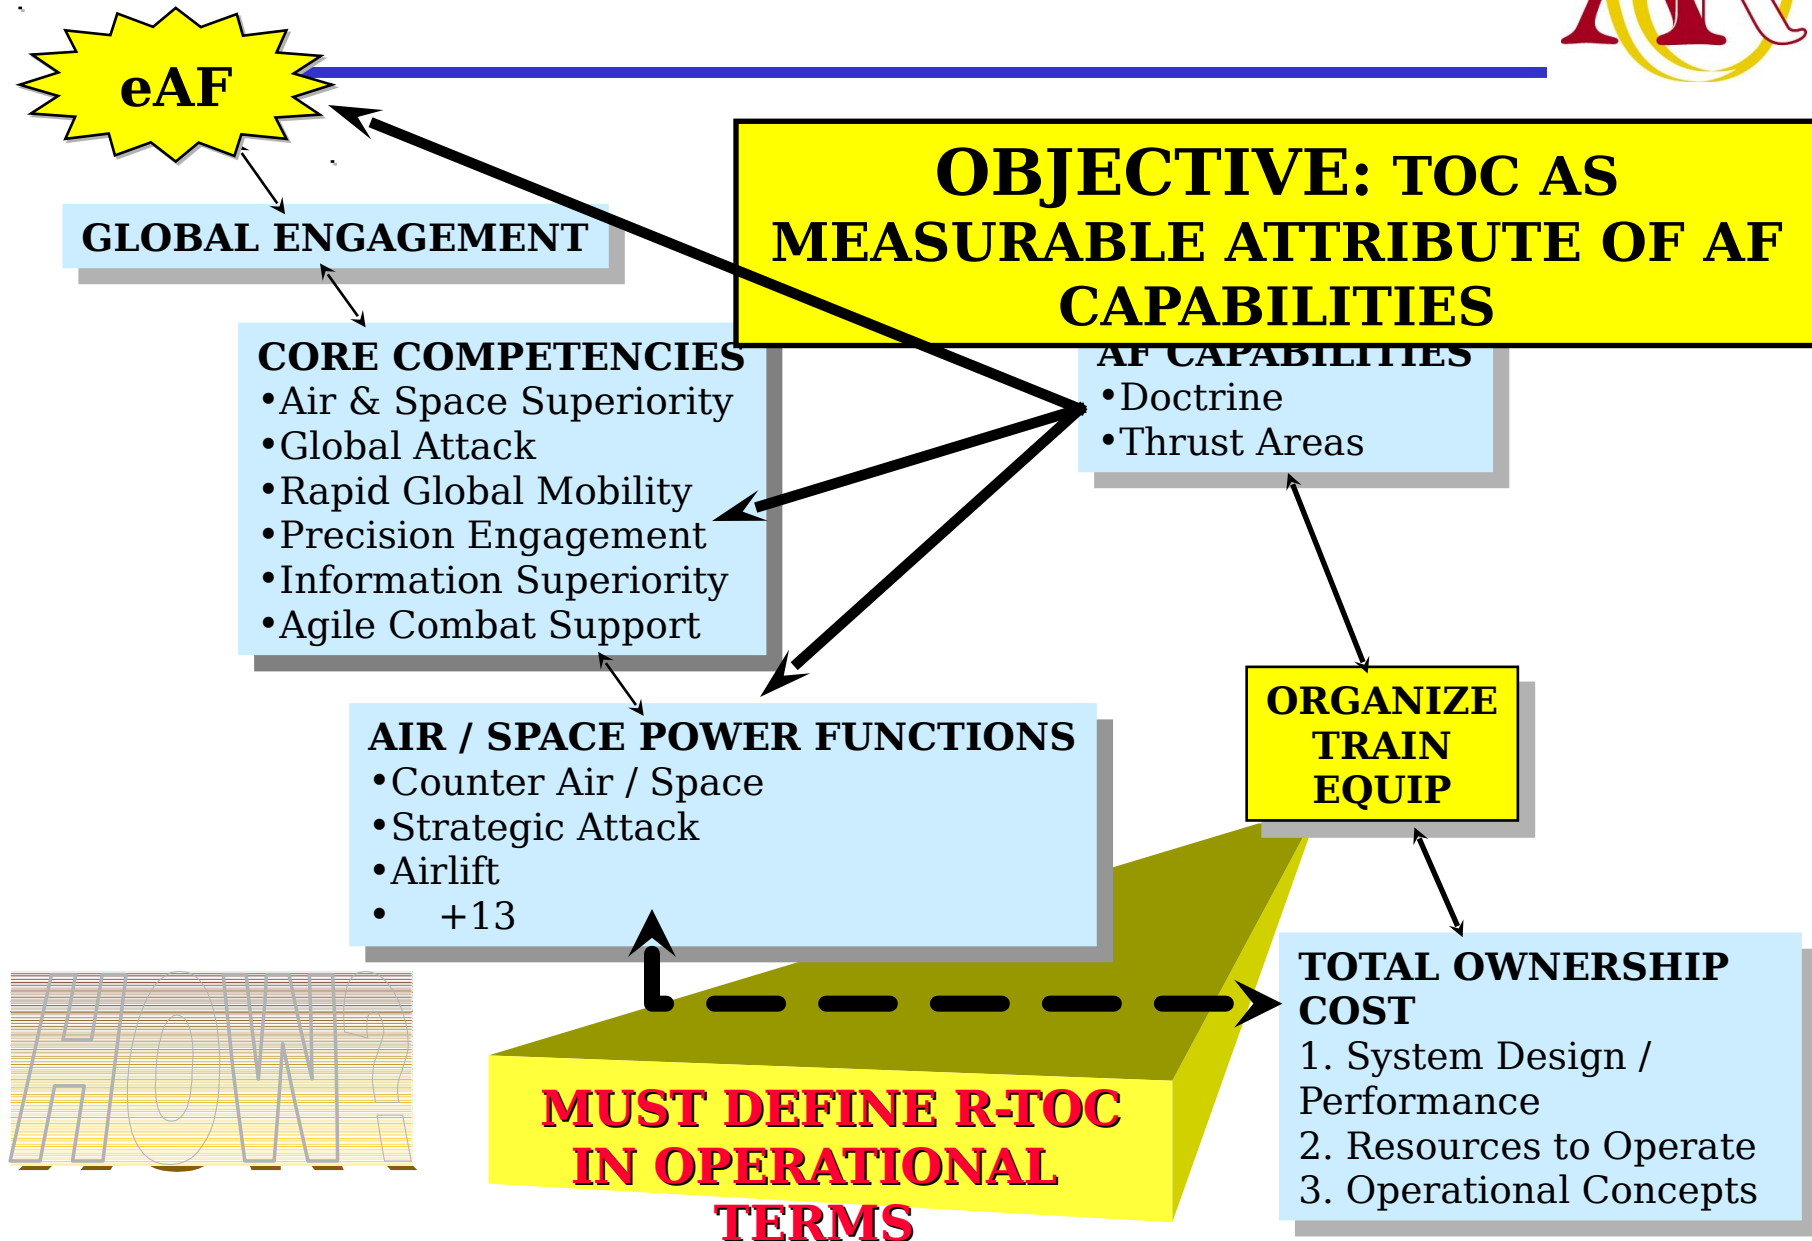 eAF
OBJECTIVE: TOC AS
MEASURABLE ATTRIBUTE OF AF
CAPABILITIES
GLOBAL ENGAGEMENT
CORE COMPETENCIES
•Air & Space Superiority
•Global Attack
•Rapid Global Mobility
•Precision Engagement
•Information Superiority
•Agile Combat Support
AF CAPABILITIES
•Doctrine
•Thrust Areas
AIR / SPACE POWER FUNCTIONS
•Counter Air / Space
•Strategic Attack
•Airlift
• +13
ORGANIZE
TRAIN
EQUIP
TOTAL OWNERSHIP
COST
1. System Design /
Performance
2. Resources to Operate
3. Operational Concepts
HOW?
MUST DEFINE R-TOC
IN OPERATIONAL
TERMS